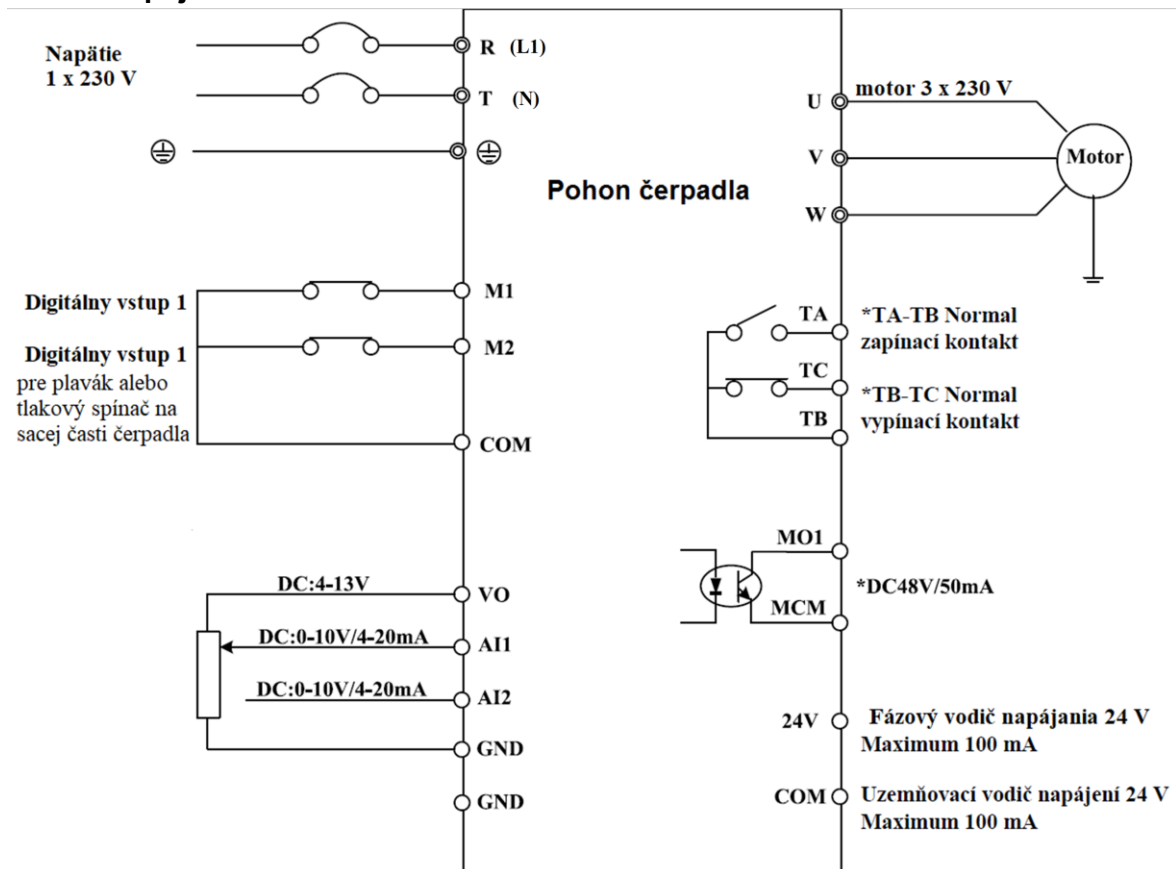 Napätie
1 x 230 V
R (L1)
T (N)
Pohon čerpadla
U
motor 3 x 230 V
V
Motor
W
Digitálny vstup 1
M1
Digitálny vstup 1
M2
pre plavák alebo
tlakový spínač na
sacej časti čerpadla
COM
TA
*TA-TB Normal
zapínací kontakt
TC
*TB-TC Normal
vypínací kontakt
TB
DC:4-13V
VO
DC:0-10V/4-20mA
AI1
DC:0-10V/4-20mA
AI2
GND
GND
MO1
*DC48V/50mA
MCM
24V
Fázový vodič napájania 24 V
Maximum 100 mA
COM
Uzemňovací vodič napájení 24 V
Maximum 100 mA